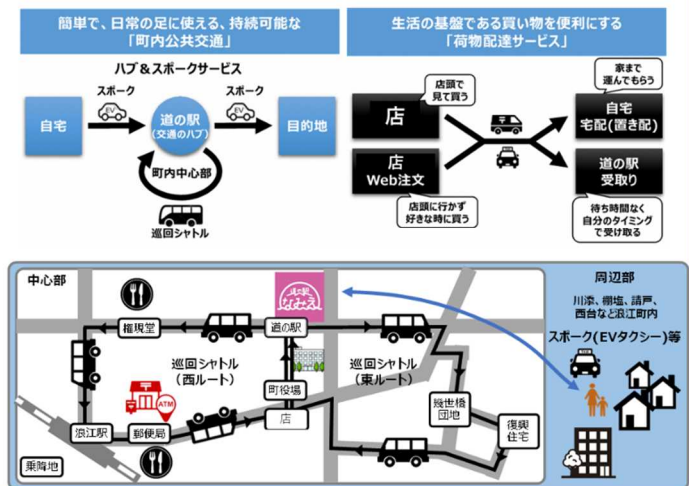 簡単で、日常の足に使える、持続可能な
「町内公共交通」
ハブ＆スポークサービス
スポーク
スポーク
EV
EV
自宅
道の駅
(交通のハブ)
目的地
町内中心部
巡回シャトル
生活の基盤である買い物を便利にする
「荷物配達サービス」
店頭で
見て買う
家まで
運んでもらう
店
自宅
宅配(置き配)
店
Web注文
道の駅
受取り
店頭に行かず
好きな時に買う
待ち時間なく
自分のタイミング
で受け取る
中心部
道の駅
なみえ
権現堂
道の駅
巡回シャトル
(西ルート)
巡回シャトル
(東ルート)
町役場
ATM
店
浪江駅
郵便局
幾世橋
団地
復興
住宅
乗降地
周辺部
川添、棚塩、請戸、
酉台など浪江町内
スポーク(EVタクシー)等